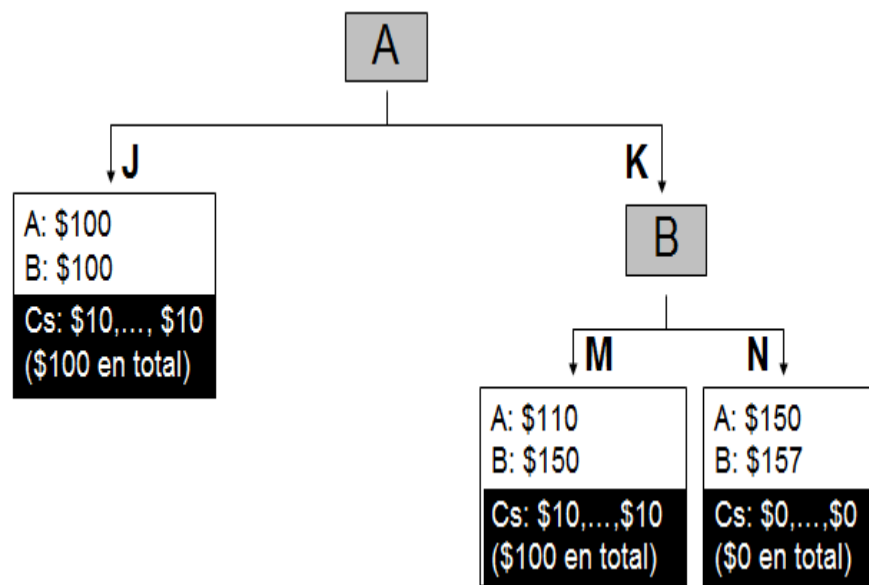 A
J
K
A: $100
B: $100
Cs: $10,..., $10
($100 en total)
B
M
N
A: $110
B: $150
Cs: $10,...,$10
($100 en total)
A: $150
B: $157
Cs: $0,...,$0
($0 en total)